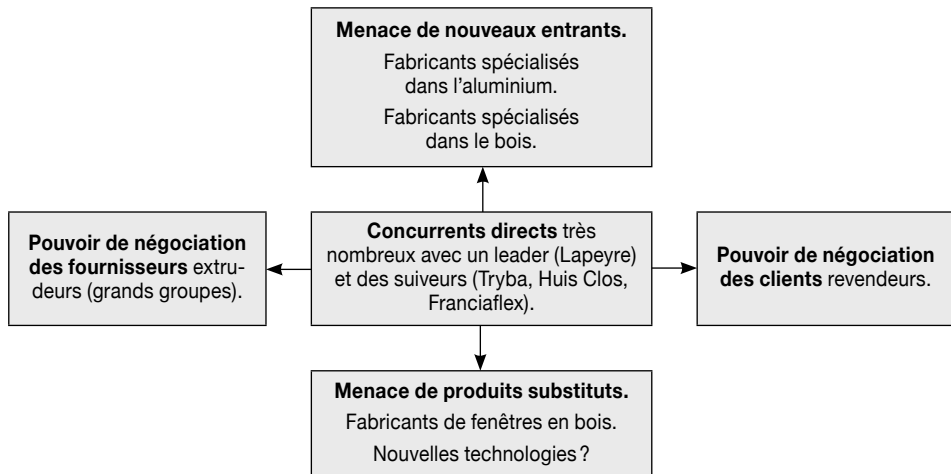 Menace de nouveaux entrants.
Fabricants spécialisés
dans l'aluminium.
Fabricants spécialisés
dans le bois.
Pouvoir de négociation
des fournisseurs extru-
deurs (grands groupes).
Concurrents directs très
nombreux avec un leader (Lapeyre)
et des suiveurs (Tryba, Huis Clos,
Franciaflex).
Pouvoir de négociation
des clients revendeurs.
Menace de produits substituts.
Fabricants de fenêtres en bois.
Nouvelles technologies ?